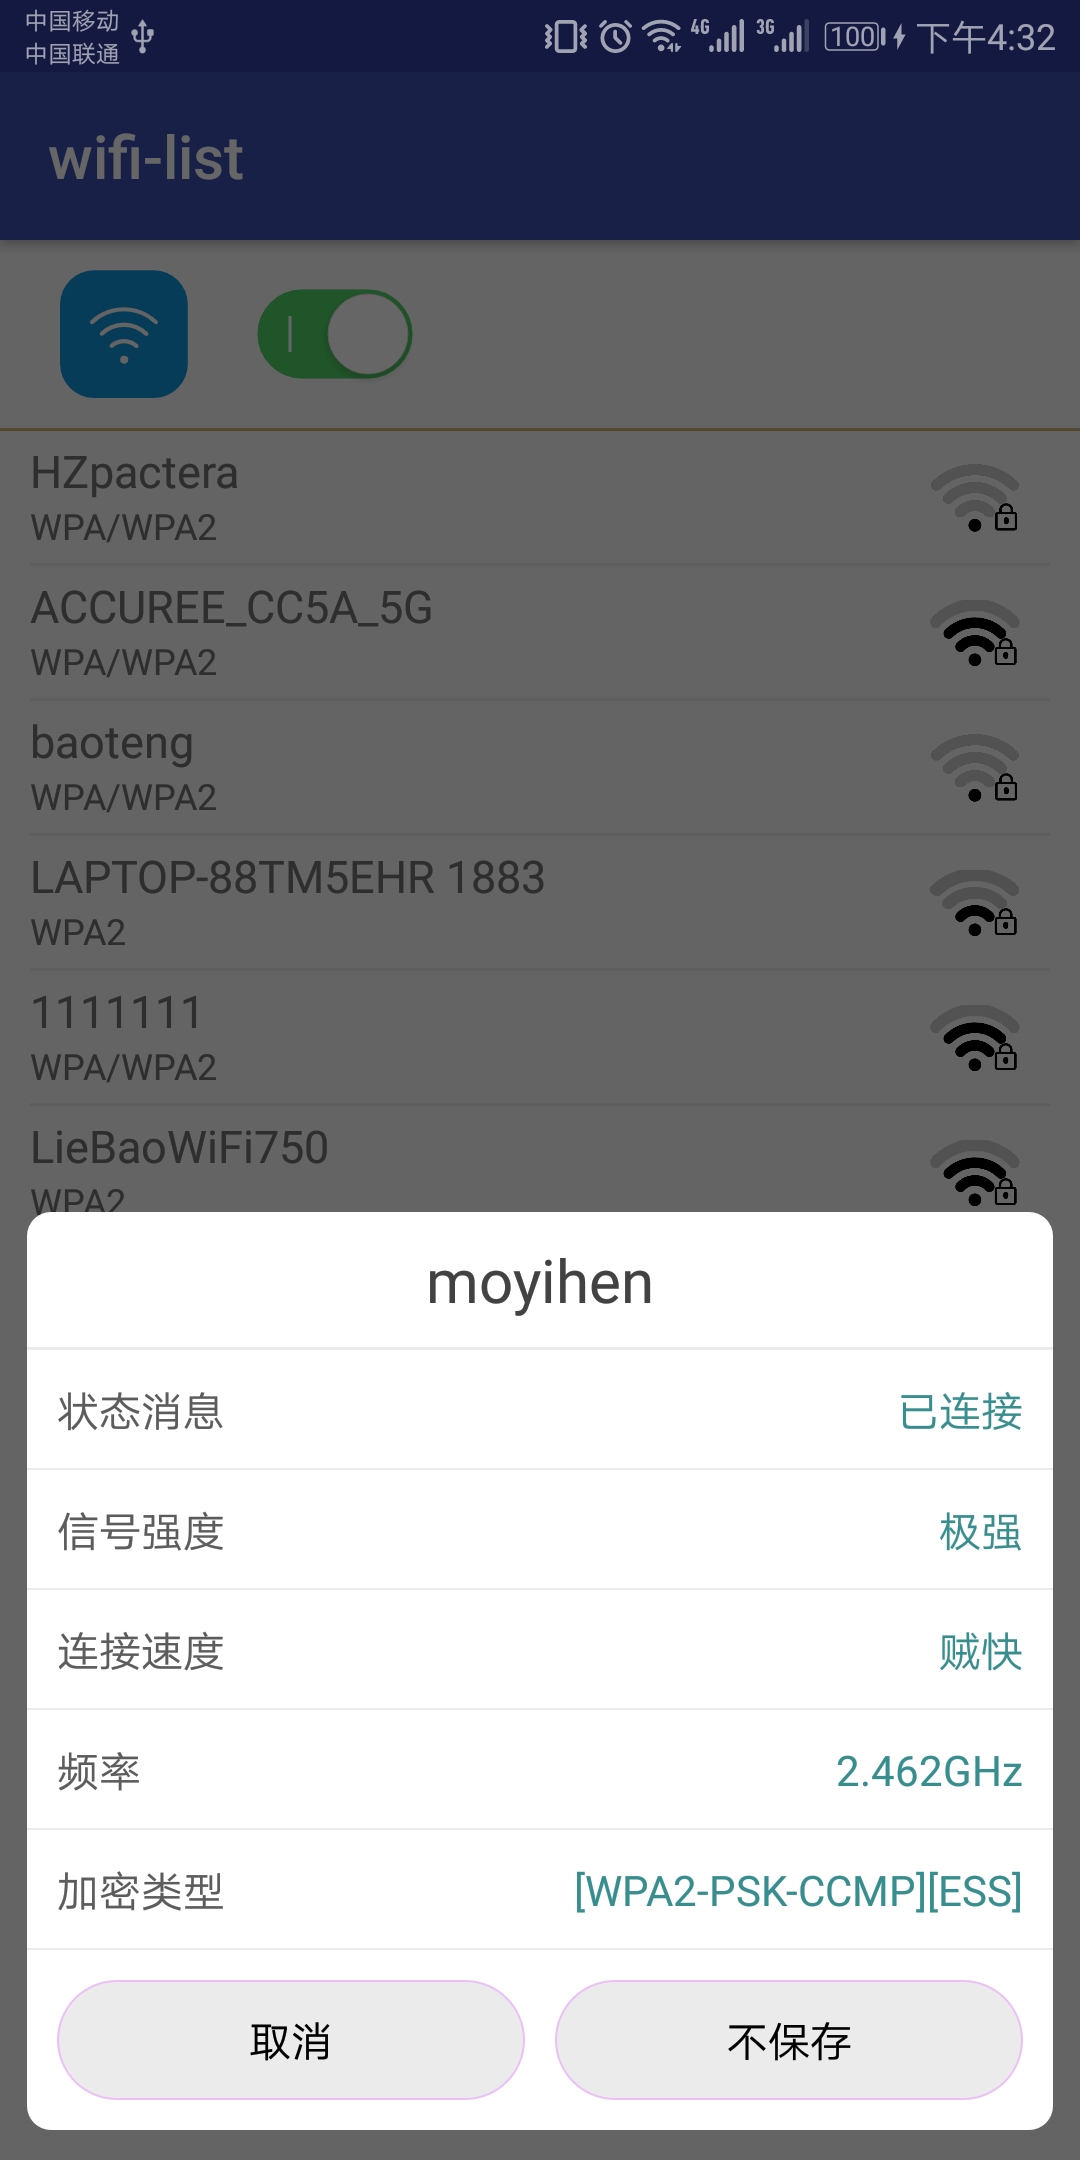 中国移动
中国联通
4G 3G 100 下午4:32
wifi-list
HZpactera
WPA/WPA2
ACCUREE_CC5A_5G
WPA/WPA2
baoteng
WPA/WPA2
LAPTOP-88TM5EHR 1883
WPA2
1111111
WPA/WPA2
LieBaoWiFi750
WPA2
moyihen
状态消息 已连接
信号强度 极强
连接速度 贼快
频率 2.462GHz
加密类型 [WPA2-PSK-CCMP][ESS]
取消 不保存